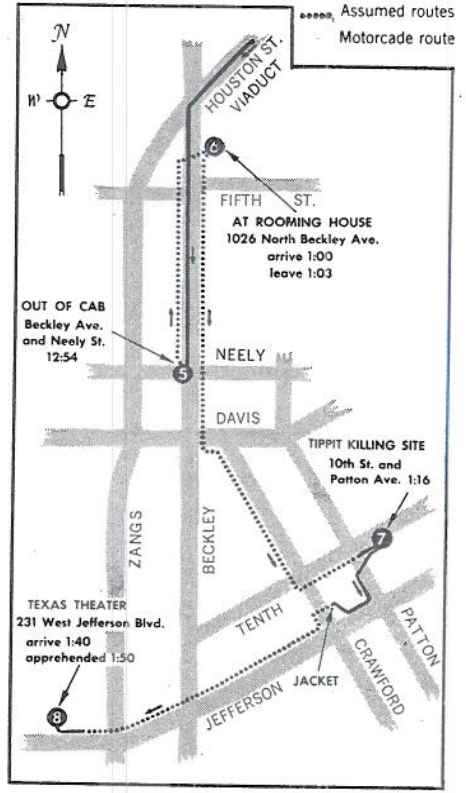 Assumed routes
Motorcade route
N
W
E
HOUSTON ST.
VIADUCT
6
FIFTH ST.
AT ROOMING HOUSE
1026 North Beckley Ave.
arrive 1:00
leave 1:03
OUT OF CAB
Beckley Ave.
and Neely St.
12:54
5
NEELY
DAVIS
TIPPIT KILLING SITE
10th St. and
Patton Ave. 1:16
7
ZANGS
BECKLEY
TEXAS THEATER
231 West Jefferson Blvd.
arrive 1:40
apprehended 1:50
8
TENTH
JEFFERSON
JACKET
CRAWFORD
PATTON